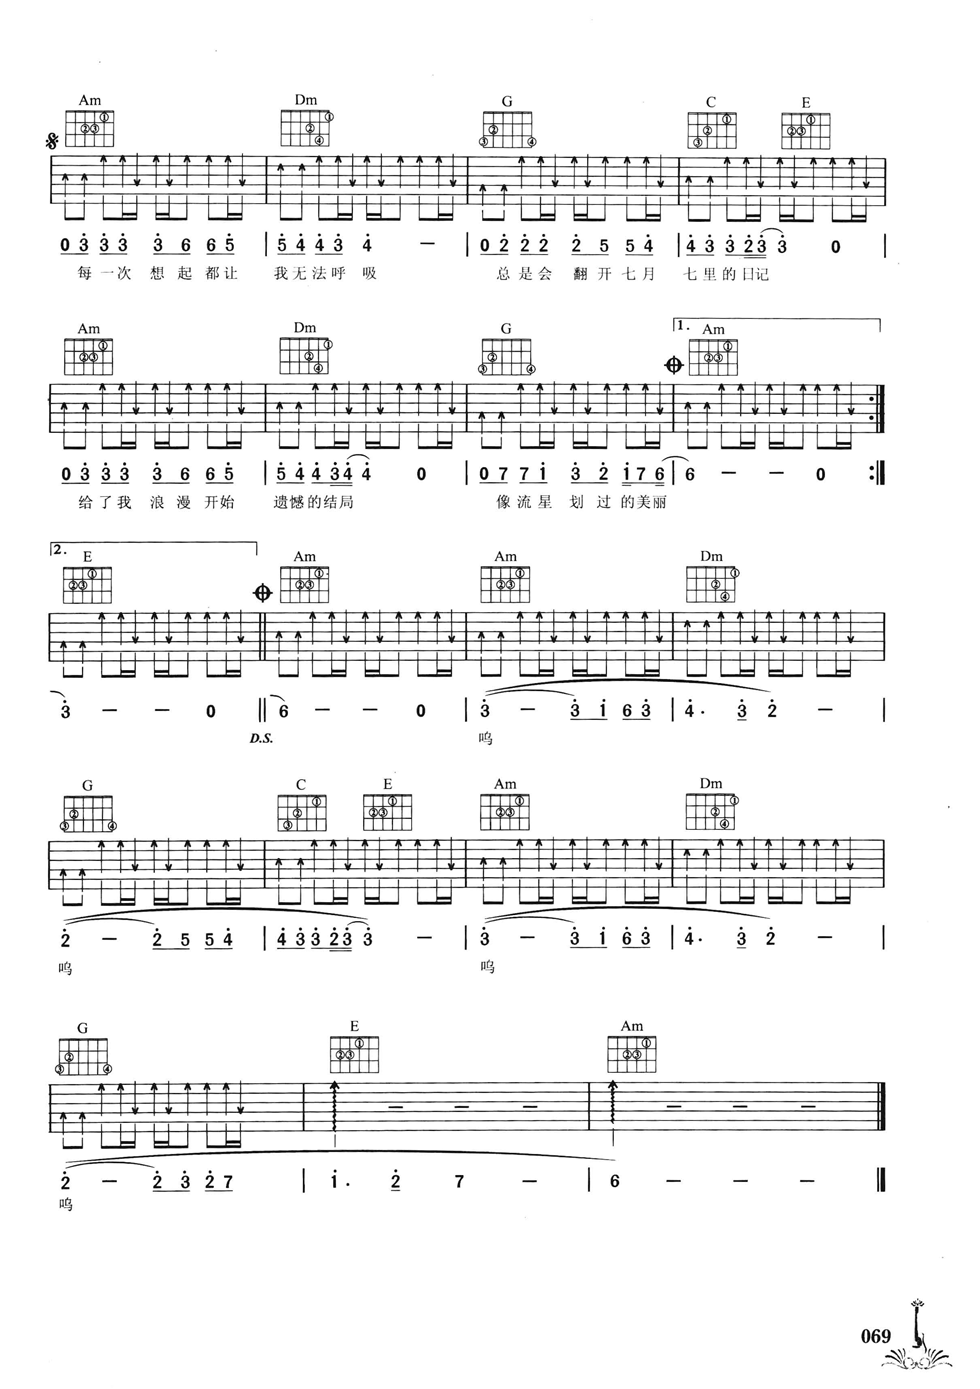 Am Dm G C E
0 3 3 3 3 6 6 5 | 5 4 4 3 4 — | 0 2 2 2 2 5 5 4 | 4 3 3 2 3 3 0 |
每一次 想起都让 我无法呼吸 总是会 翻开七月 七里的日记
Am Dm G 1. Am
0 3 3 3 3 6 6 5 | 5 4 4 3 4 4 0 | 0 7 7 1 3 2 1 7 6 | 6 — — 0 :||
给了我 浪漫开始 遗憾的结局 像流星 划过的美丽
2. E Am Am Dm
3 — — 0 || 6 — — 0 | 3 — 3 1 6 3 | 4 · 3 2 — |
D.S. 呜
G C E Am Dm
2 — 2 5 5 4 | 4 3 3 2 3 3 — | 3 — 3 1 6 3 | 4 · 3 2 — |
呜 呜
G E Am
2 — 2 3 2 7 | 1 · 2 7 — | 6 — — — ||
呜
069